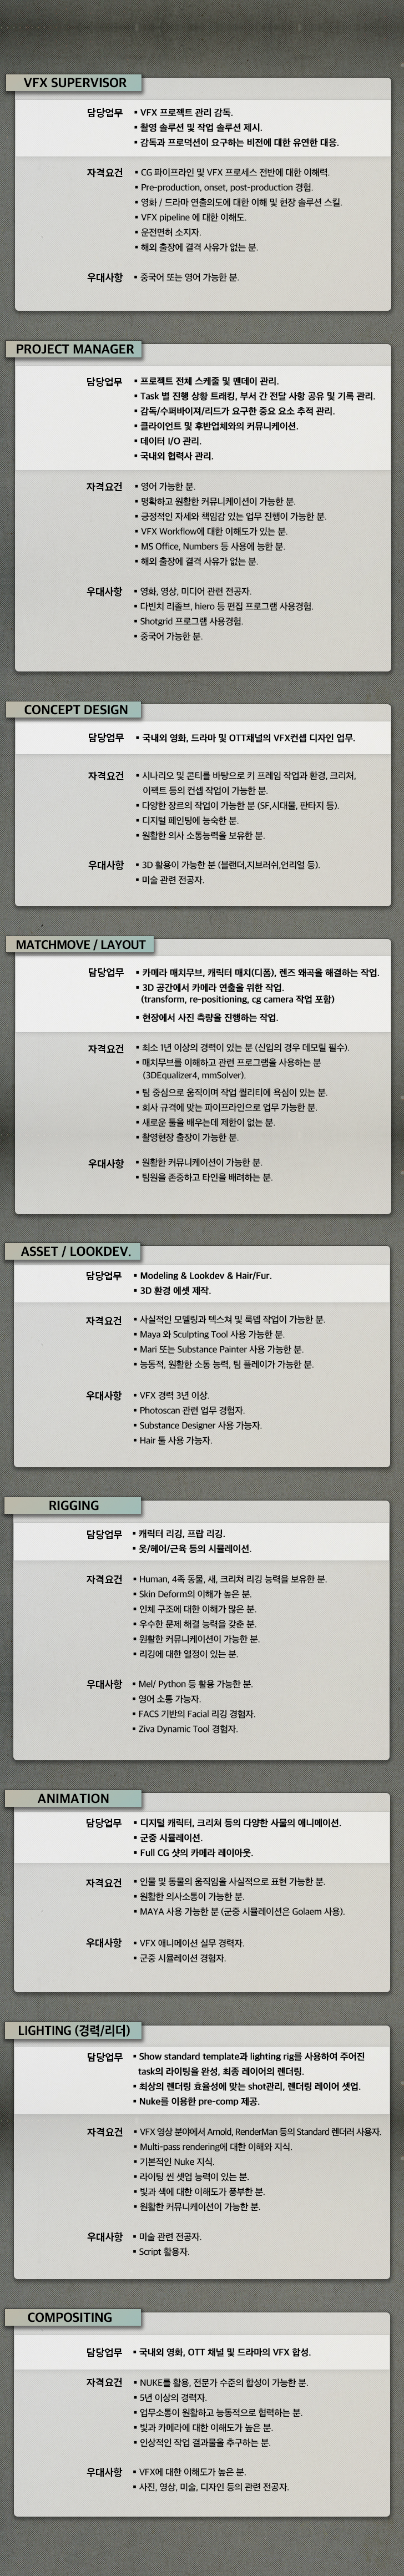 VFX SUPERVISOR
담당업무
▪ VFX 프로젝트 관리 감독.
▪ 촬영 솔루션 및 작업 솔루션 제시.
▪ 감독과 프로덕션이 요구하는 비전에 대한 유연한 대응.
자격요건
▪ CG 파이프라인 및 VFX 프로세스 전반에 대한 이해력.
▪ Pre-production, onset, post-production 경험.
▪ 영화 / 드라마 연출의도에 대한 이해 및 현장 솔루션 스킬.
▪ VFX pipeline 에 대한 이해도.
▪ 운전면허 소지자.
▪ 해외 출장에 결격 사유가 없는 분.
우대사항
▪ 중국어 또는 영어 가능한 분.
PROJECT MANAGER
담당업무
▪ 프로젝트 전체 스케줄 및 맨데이 관리.
▪ Task 별 진행 상황 트래킹, 부서 간 전달 사항 공유 및 기록 관리.
▪ 감독/수퍼바이저/리드가 요구한 중요 요소 추적 관리.
▪ 클라이언트 및 후반업체와의 커뮤니케이션.
▪ 데이터 I/O 관리.
▪ 국내외 협력사 관리.
자격요건
▪ 영어 가능한 분.
▪ 명확하고 원활한 커뮤니케이션이 가능한 분.
▪ 긍정적인 자세와 책임감 있는 업무 진행이 가능한 분.
▪ VFX Workflow에 대한 이해도가 있는 분.
▪ MS Office, Numbers 등 사용에 능한 분.
▪ 해외 출장에 결격 사유가 없는 분.
우대사항
▪ 영화, 영상, 미디어 관련 전공자.
▪ 다빈치 리졸브, hiero 등 편집 프로그램 사용경험.
▪ Shotgrid 프로그램 사용경험.
▪ 중국어 가능한 분.
CONCEPT DESIGN
담당업무
▪ 국내외 영화, 드라마 및 OTT채널의 VFX컨셉 디자인 업무.
자격요건
▪ 시나리오 및 콘티를 바탕으로 키 프레임 작업과 환경, 크리처,
이팩트 등의 컨셉 작업이 가능한 분.
▪ 다양한 장르의 작업이 가능한 분 (SF,시대물, 판타지 등).
▪ 디지털 페인팅에 능숙한 분.
▪ 원활한 의사 소통능력을 보유한 분.
우대사항
▪ 3D 활용이 가능한 분 (블랜더,지브러쉬,언리얼 등).
▪ 미술 관련 전공자.
MATCHMOVE / LAYOUT
담당업무
▪ 카메라 매치무브, 캐릭터 매치(디폼), 렌즈 왜곡을 해결하는 작업.
▪ 3D 공간에서 카메라 연출을 위한 작업.
(transform, re-positioning, cg camera 작업 포함)
▪ 현장에서 사진 측량을 진행하는 작업.
자격요건
▪ 최소 1년 이상의 경력이 있는 분 (신입의 경우 데모릴 필수).
▪ 매치무브를 이해하고 관련 프로그램을 사용하는 분
(3DEqualizer4, mmSolver).
▪ 팀 중심으로 움직이며 작업 퀄리티에 욕심이 있는 분.
▪ 회사 규격에 맞는 파이프라인으로 업무 가능한 분.
▪ 새로운 툴을 배우는데 제한이 없는 분.
▪ 촬영현장 출장이 가능한 분.
우대사항
▪ 원활한 커뮤니케이션이 가능한 분.
▪ 팀원을 존중하고 타인을 배려하는 분.
ASSET / LOOKDEV.
담당업무
▪ Modeling & Lookdev & Hair/Fur.
▪ 3D 환경 에셋 제작.
자격요건
▪ 사실적인 모델링과 텍스쳐 및 룩뎁 작업이 가능한 분.
▪ Maya 와 Sculpting Tool 사용 가능한 분.
▪ Mari 또는 Substance Painter 사용 가능한 분.
▪ 능동적, 원활한 소통 능력, 팀 플레이가 가능한 분.
우대사항
▪ VFX 경력 3년 이상.
▪ Photoscan 관련 업무 경험자.
▪ Substance Designer 사용 가능자.
▪ Hair 툴 사용 가능자.
RIGGING
담당업무
▪ 캐릭터 리깅, 프랍 리깅.
▪ 옷/헤어/근육 등의 시뮬레이션.
자격요건
▪ Human, 4족 동물, 새, 크리쳐 리깅 능력을 보유한 분.
▪ Skin Deform의 이해가 높은 분.
▪ 인체 구조에 대한 이해가 많은 분.
▪ 우수한 문제 해결 능력을 갖춘 분.
▪ 원활한 커뮤니케이션이 가능한 분.
▪ 리깅에 대한 열정이 있는 분.
우대사항
▪ Mel/ Python 등 활용 가능한 분.
▪ 영어 소통 가능자.
▪ FACS 기반의 Facial 리깅 경험자.
▪ Ziva Dynamic Tool 경험자.
ANIMATION
담당업무
▪ 디지털 캐릭터, 크리쳐 등의 다양한 사물의 애니메이션.
▪ 군중 시뮬레이션.
▪ Full CG 샷의 카메라 레이아웃.
자격요건
▪ 인물 및 동물의 움직임을 사실적으로 표현 가능한 분.
▪ 원활한 의사소통이 가능한 분.
▪ MAYA 사용 가능한 분 (군중 시뮬레이션은 Golaem 사용).
우대사항
▪ VFX 애니메이션 실무 경력자.
▪ 군중 시뮬레이션 경험자.
LIGHTING (경력/리더)
담당업무
▪ Show standard template과 lighting rig를 사용하여 주어진
task의 라이팅을 완성, 최종 레이어의 렌더링.
▪ 최상의 렌더링 효율성에 맞는 shot관리, 렌더링 레이어 셋업.
▪ Nuke를 이용한 pre-comp 제공.
자격요건
▪ VFX 영상 분야에서 Arnold, RenderMan 등의 Standard 렌더러 사용자.
▪ Multi-pass rendering에 대한 이해와 지식.
▪ 기본적인 Nuke 지식.
▪ 라이팅 씬 셋업 능력이 있는 분.
▪ 빛과 색에 대한 이해도가 풍부한 분.
▪ 원활한 커뮤니케이션이 가능한 분.
우대사항
▪ 미술 관련 전공자.
▪ Script 활용자.
COMPOSITING
담당업무
▪ 국내외 영화, OTT 채널 및 드라마의 VFX 합성.
자격요건
▪ NUKE를 활용, 전문가 수준의 합성이 가능한 분.
▪ 5년 이상의 경력자.
▪ 업무소통이 원활하고 능동적으로 협력하는 분.
▪ 빛과 카메라에 대한 이해도가 높은 분.
▪ 인상적인 작업 결과물을 추구하는 분.
우대사항
▪ VFX에 대한 이해도가 높은 분.
▪ 사진, 영상, 미술, 디자인 등의 관련 전공자.